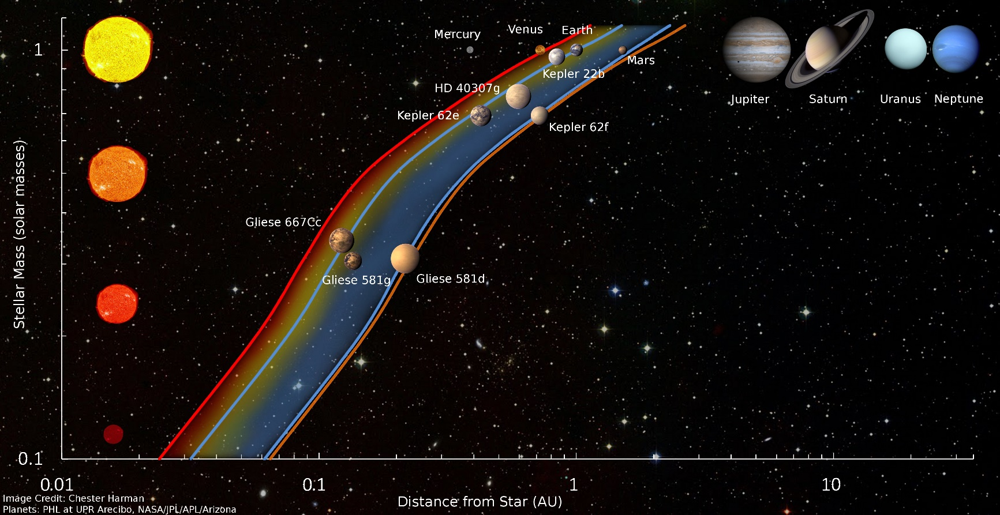 Mercury
Venus
Earth
Mars
Kepler 22b
HD 40307g
Kepler 62e
Kepler 62f
Jupiter
Saturn
Uranus
Neptune
Gliese 667Cc
Gliese 581g
Gliese 581d
Stellar Mass (solar masses)
1
0.1
0.01
0.1
1
10
Distance from Star (AU)
Image Credit: Chester Harman
Planets: PHL at UPR Arecibo, NASA/JPL/APL/Arizona